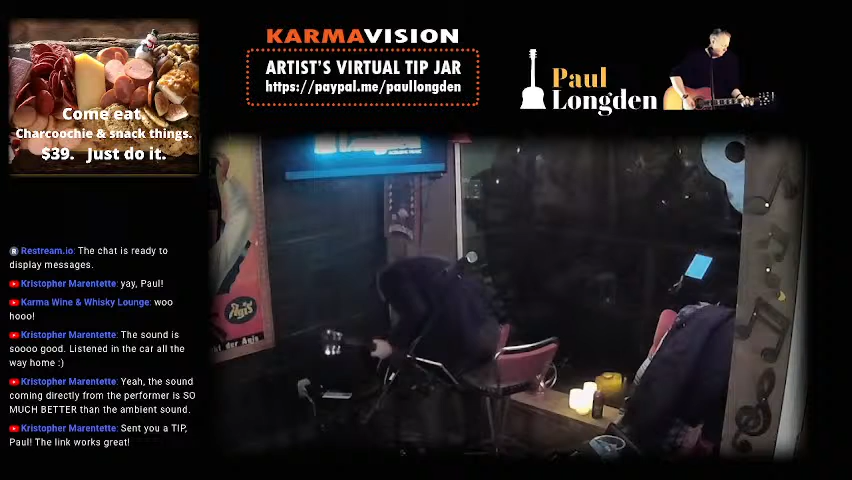 KARMAVISION
ARTIST'S VIRTUAL TIP JAR
https://paypal.me/paullongden
Paul
Longden
Come eat.
Charcoochie & snack things.
$39. Just do it.
Restream.io: The chat is ready to
display messages.
Kristopher Marentette: yay, Paul!
Karma Wine & Whisky Lounge: woo
hooo!
Kristopher Marentette: The sound is
soooo good. Listened in the car all the
way home :)
Kristopher Marentette: Yeah, the sound
coming directly from the performer is SO
MUCH BETTER than the ambient sound.
Kristopher Marentette: Sent you a TIP,
Paul! The link works great!
Agis
der Agis